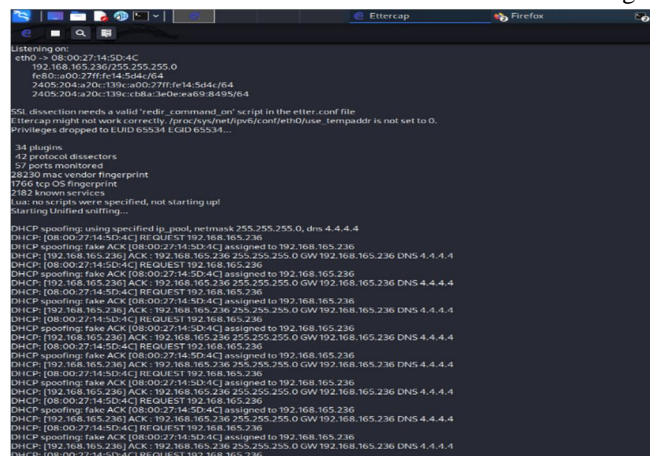 Ettercap
Firefox
Listening on:
eth0 -> 08:00:27:14:5D:4C
192.168.165.236/255.255.255.0
fe80::a00:27ff:fe14:5d4c/64
2405:204:a20c:139c:a00:27ff:fe14:5d4c/64
2405:204:a20c:139c:cb8a:3e0e:ea69:8495/64
SSL dissection needs a valid 'redir_command_on' script in the etter.conf file
Ettercap might not work correctly. /proc/sys/net/ipv6/conf/eth0/use_tempaddr is not set to 0.
Privileges dropped to EUID 65534 EGID 65534...
34 plugins
42 protocol dissectors
57 ports monitored
28230 mac vendor fingerprint
1766 tcp OS fingerprint
2182 known services
Lua: no scripts were specified, not starting up!
Starting Unified sniffing...
DHCP spoofing: using specified ip_pool, netmask 255.255.255.0, dns 4.4.4.4
DHCP: [08:00:27:14:5D:4C] REQUEST 192.168.165.236
DHCP spoofing: fake ACK [08:00:27:14:5D:4C] assigned to 192.168.165.236
DHCP: [192.168.165.236] ACK : 192.168.165.236 255.255.255.0 GW 192.168.165.236 DNS 4.4.4.4
DHCP: [08:00:27:14:5D:4C] REQUEST 192.168.165.236
DHCP spoofing: fake ACK [08:00:27:14:5D:4C] assigned to 192.168.165.236
DHCP: [192.168.165.236] ACK : 192.168.165.236 255.255.255.0 GW 192.168.165.236 DNS 4.4.4.4
DHCP: [08:00:27:14:5D:4C] REQUEST 192.168.165.236
DHCP spoofing: fake ACK [08:00:27:14:5D:4C] assigned to 192.168.165.236
DHCP: [192.168.165.236] ACK : 192.168.165.236 255.255.255.0 GW 192.168.165.236 DNS 4.4.4.4
DHCP: [08:00:27:14:5D:4C] REQUEST 192.168.165.236
DHCP spoofing: fake ACK [08:00:27:14:5D:4C] assigned to 192.168.165.236
DHCP: [192.168.165.236] ACK : 192.168.165.236 255.255.255.0 GW 192.168.165.236 DNS 4.4.4.4
DHCP: [08:00:27:14:5D:4C] REQUEST 192.168.165.236
DHCP spoofing: fake ACK [08:00:27:14:5D:4C] assigned to 192.168.165.236
DHCP: [192.168.165.236] ACK : 192.168.165.236 255.255.255.0 GW 192.168.165.236 DNS 4.4.4.4
DHCP: [08:00:27:14:5D:4C] REQUEST 192.168.165.236
DHCP spoofing: fake ACK [08:00:27:14:5D:4C] assigned to 192.168.165.236
DHCP: [192.168.165.236] ACK : 192.168.165.236 255.255.255.0 GW 192.168.165.236 DNS 4.4.4.4
DHCP: [08:00:27:14:5D:4C] REQUEST 192.168.165.236
DHCP spoofing: fake ACK [08:00:27:14:5D:4C] assigned to 192.168.165.236
DHCP: [192.168.165.236] ACK : 192.168.165.236 255.255.255.0 GW 192.168.165.236 DNS 4.4.4.4
DHCP: [08:00:27:14:5D:4C] REQUEST 192.168.165.236
DHCP spoofing: fake ACK [08:00:27:14:5D:4C] assigned to 192.168.165.236
DHCP: [192.168.165.236] ACK : 192.168.165.236 255.255.255.0 GW 192.168.165.236 DNS 4.4.4.4
DHCP: [08:00:27:14:5D:4C] REQUEST 192.168.165.236